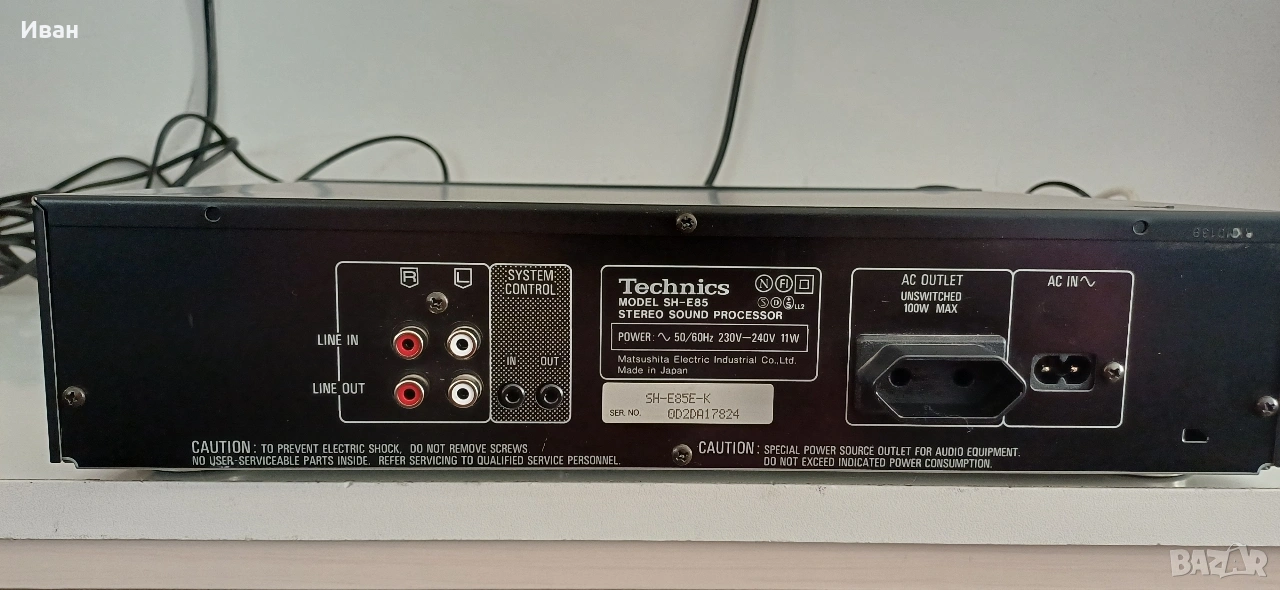 Иван
R L
LINE IN
LINE OUT
SYSTEM
CONTROL
IN OUT
Technics
MODEL SH-E85
STEREO SOUND PROCESSOR
N FI
S D LL2
POWER: ∿ 50/60Hz 230V—240V 11W
Matsushita Electric Industrial Co., Ltd.
Made in Japan
SH-E85E-K
SER. NO. 0D2DA17824
AC OUTLET
UNSWITCHED
100W MAX
AC IN∿
CAUTION: TO PREVENT ELECTRIC SHOCK, DO NOT REMOVE SCREWS.
NO USER-SERVICEABLE PARTS INSIDE. REFER SERVICING TO QUALIFIED SERVICE PERSONNEL.
CAUTION: SPECIAL POWER SOURCE OUTLET FOR AUDIO EQUIPMENT.
DO NOT EXCEED INDICATED POWER CONSUMPTION.
BAZAR